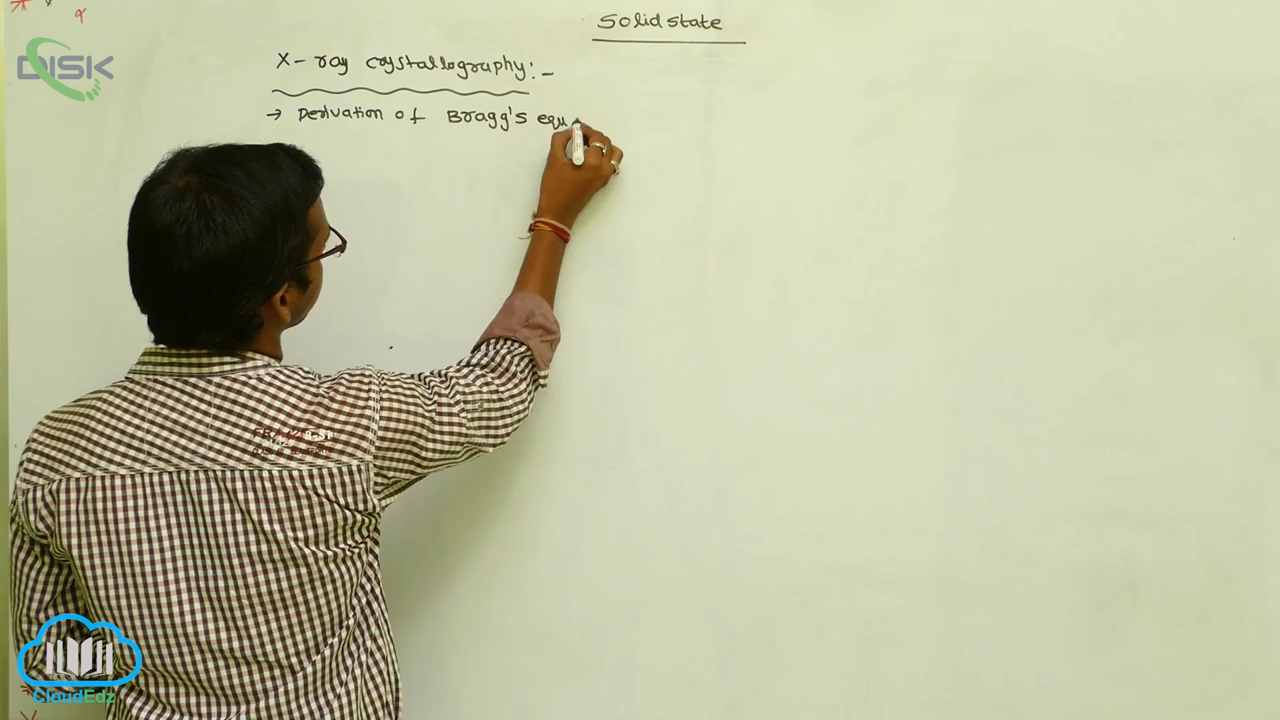 Solid state
DISK
X-ray crystallography:-
→ Derivation of Bragg's equ
CloudEdz